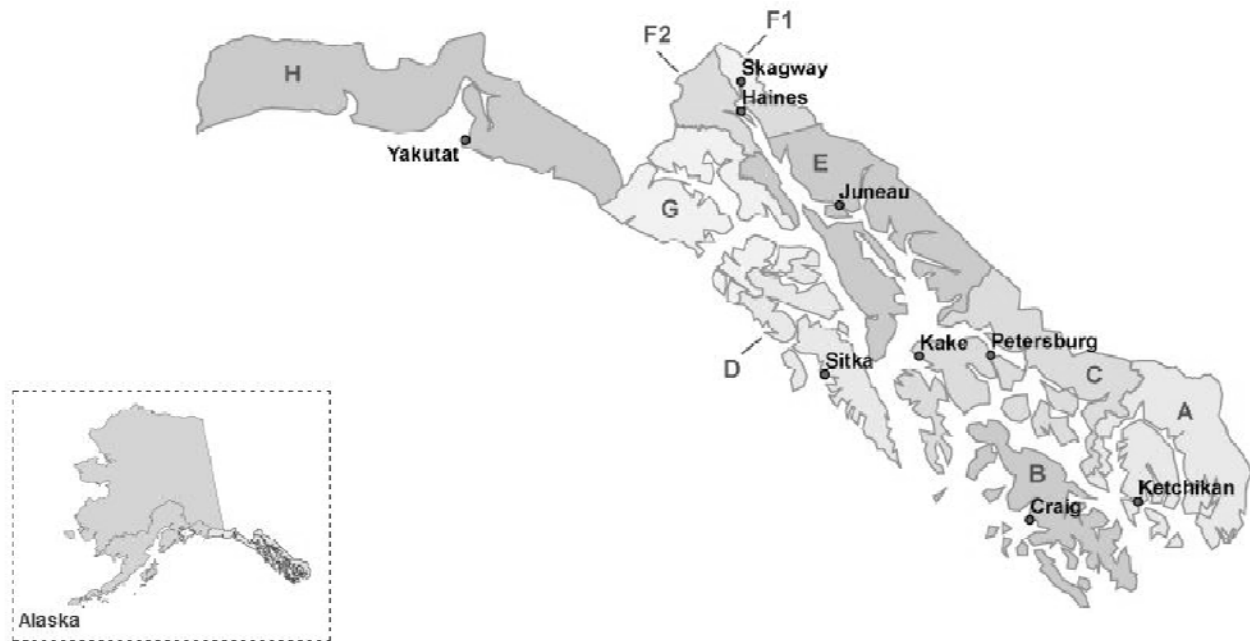 F1
F2
Skagway
H
Haines
Yakutat
E
Juneau
G
Kake
Petersburg
D
Sitka
C
A
B
Ketchikan
Craig
Alaska